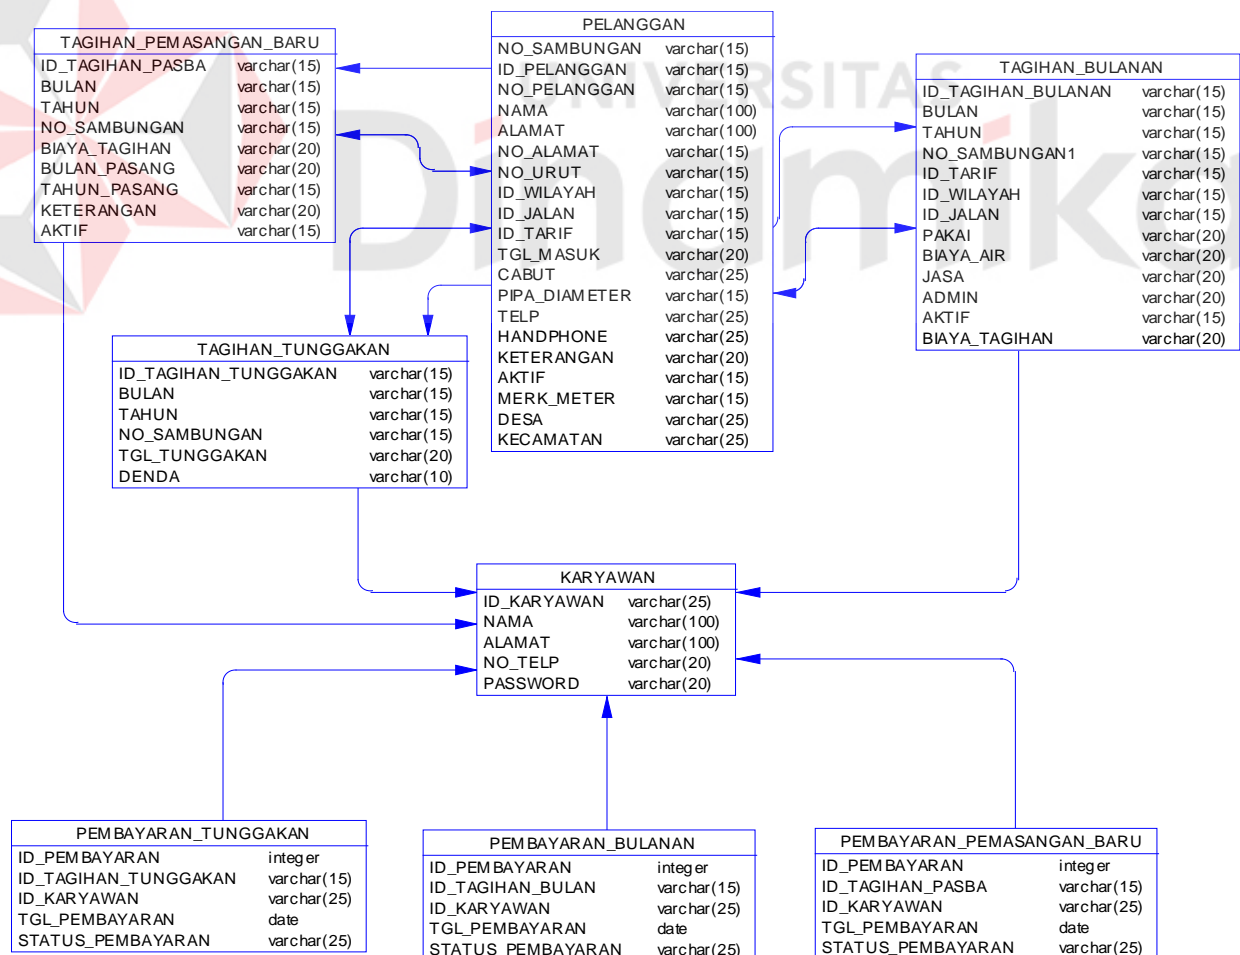 UNIVERSITAS
Dinamika
TAGIHAN_PEMASANGAN_BARU
ID_TAGIHAN_PASBA varchar(15)
BULAN varchar(15)
TAHUN varchar(15)
NO_SAMBUNGAN varchar(15)
BIAYA_TAGIHAN varchar(20)
BULAN_PASANG varchar(20)
TAHUN_PASANG varchar(15)
KETERANGAN varchar(20)
AKTIF varchar(15)
PELANGGAN
NO_SAMBUNGAN varchar(15)
ID_PELANGGAN varchar(15)
NO_PELANGGAN varchar(15)
NAMA varchar(100)
ALAMAT varchar(100)
NO_ALAMAT varchar(15)
NO_URUT varchar(15)
ID_WILAYAH varchar(15)
ID_JALAN varchar(15)
ID_TARIF varchar(15)
TGL_MASUK varchar(20)
CABUT varchar(25)
PIPA_DIAMETER varchar(15)
TELP varchar(25)
HANDPHONE varchar(25)
KETERANGAN varchar(20)
AKTIF varchar(15)
MERK_METER varchar(15)
DESA varchar(25)
KECAMATAN varchar(25)
TAGIHAN_BULANAN
ID_TAGIHAN_BULANAN varchar(15)
BULAN varchar(15)
TAHUN varchar(15)
NO_SAMBUNGAN1 varchar(15)
ID_TARIF varchar(15)
ID_WILAYAH varchar(15)
ID_JALAN varchar(15)
PAKAI varchar(20)
BIAYA_AIR varchar(20)
JASA varchar(20)
ADMIN varchar(20)
AKTIF varchar(15)
BIAYA_TAGIHAN varchar(20)
TAGIHAN_TUNGGAKAN
ID_TAGIHAN_TUNGGAKAN varchar(15)
BULAN varchar(15)
TAHUN varchar(15)
NO_SAMBUNGAN varchar(15)
TGL_TUNGGAKAN varchar(20)
DENDA varchar(10)
KARYAWAN
ID_KARYAWAN varchar(25)
NAMA varchar(100)
ALAMAT varchar(100)
NO_TELP varchar(20)
PASSWORD varchar(20)
PEMBAYARAN_TUNGGAKAN
ID_PEMBAYARAN integer
ID_TAGIHAN_TUNGGAKAN varchar(15)
ID_KARYAWAN varchar(25)
TGL_PEMBAYARAN date
STATUS_PEMBAYARAN varchar(25)
PEMBAYARAN_BULANAN
ID_PEMBAYARAN integer
ID_TAGIHAN_BULAN varchar(15)
ID_KARYAWAN varchar(25)
TGL_PEMBAYARAN date
STATUS_PEMBAYARAN varchar(25)
PEMBAYARAN_PEMASANGAN_BARU
ID_PEMBAYARAN integer
ID_TAGIHAN_PASBA varchar(15)
ID_KARYAWAN varchar(25)
TGL_PEMBAYARAN date
STATUS_PEMBAYARAN varchar(25)